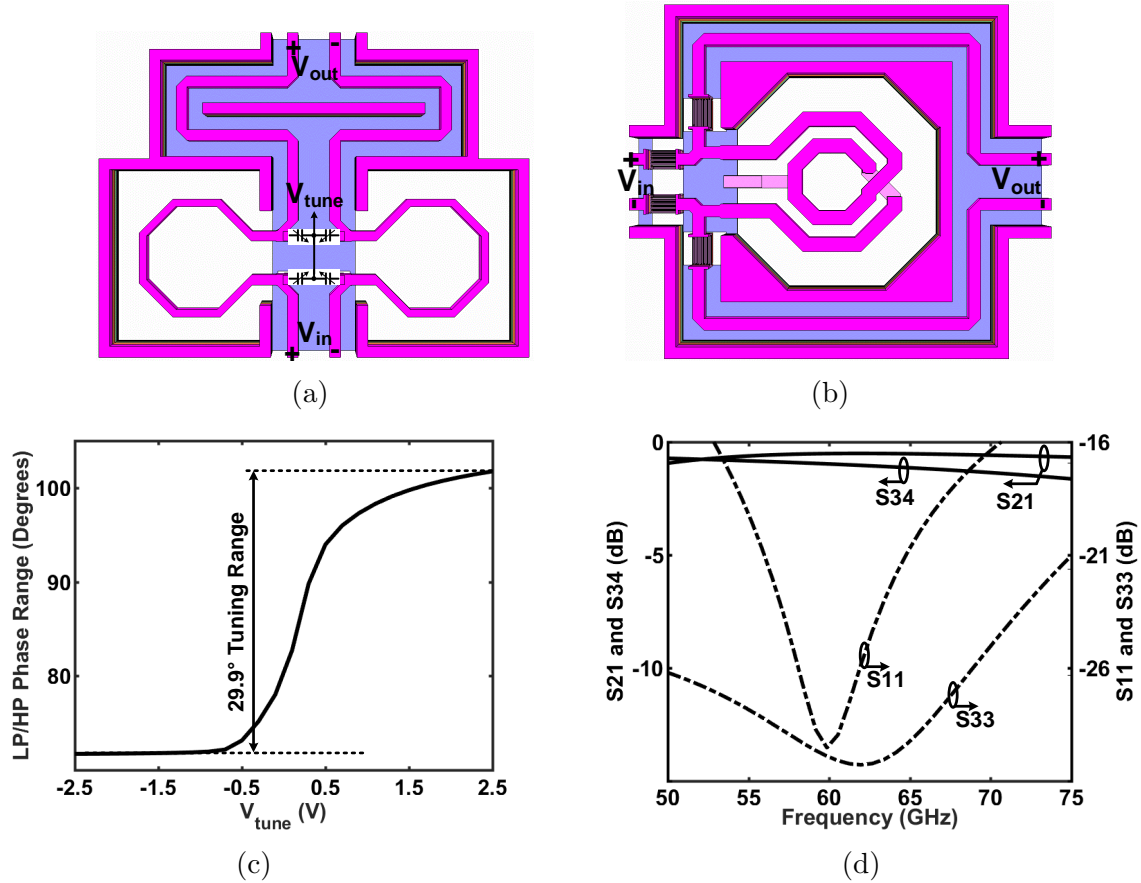 + -
Vout
Vtune
Vin
+ -
(a)
+ +
Vin Vout
- -
(b)
LP/HP Phase Range (Degrees)
100
90
80
29.9° Tuning Range
-2.5 -1.5 -0.5 0.5 1.5 2.5
Vtune (V)
(c)
S21 and S34 (dB)
0
-5
-10
S34
S21
S11
S33
-16
-21
-26
S11 and S33 (dB)
50 55 60 65 70 75
Frequency (GHz)
(d)